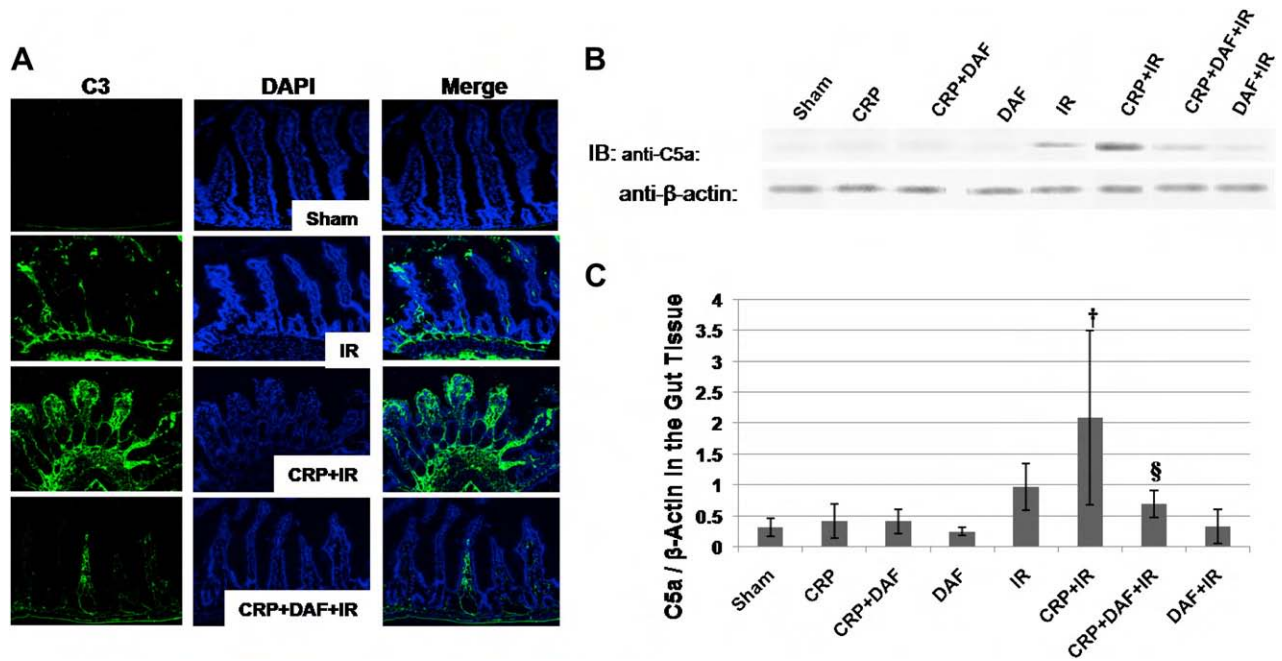 A
C3 DAPI Merge
Sham
IR
CRP+IR
CRP+DAF+IR
B
Sham CRP CRP+DAF DAF IR CRP+IR CRP+DAF+IR DAF+IR
IB: anti-C5a:
anti-β-actin:
C
C5a / β-Actin in the Gut Tissue
4
3.5
3
2.5
2
1.5
1
0.5
0
†
§
Sham CRP CRP+DAF DAF IR CRP+IR CRP+DAF+IR DAF+IR